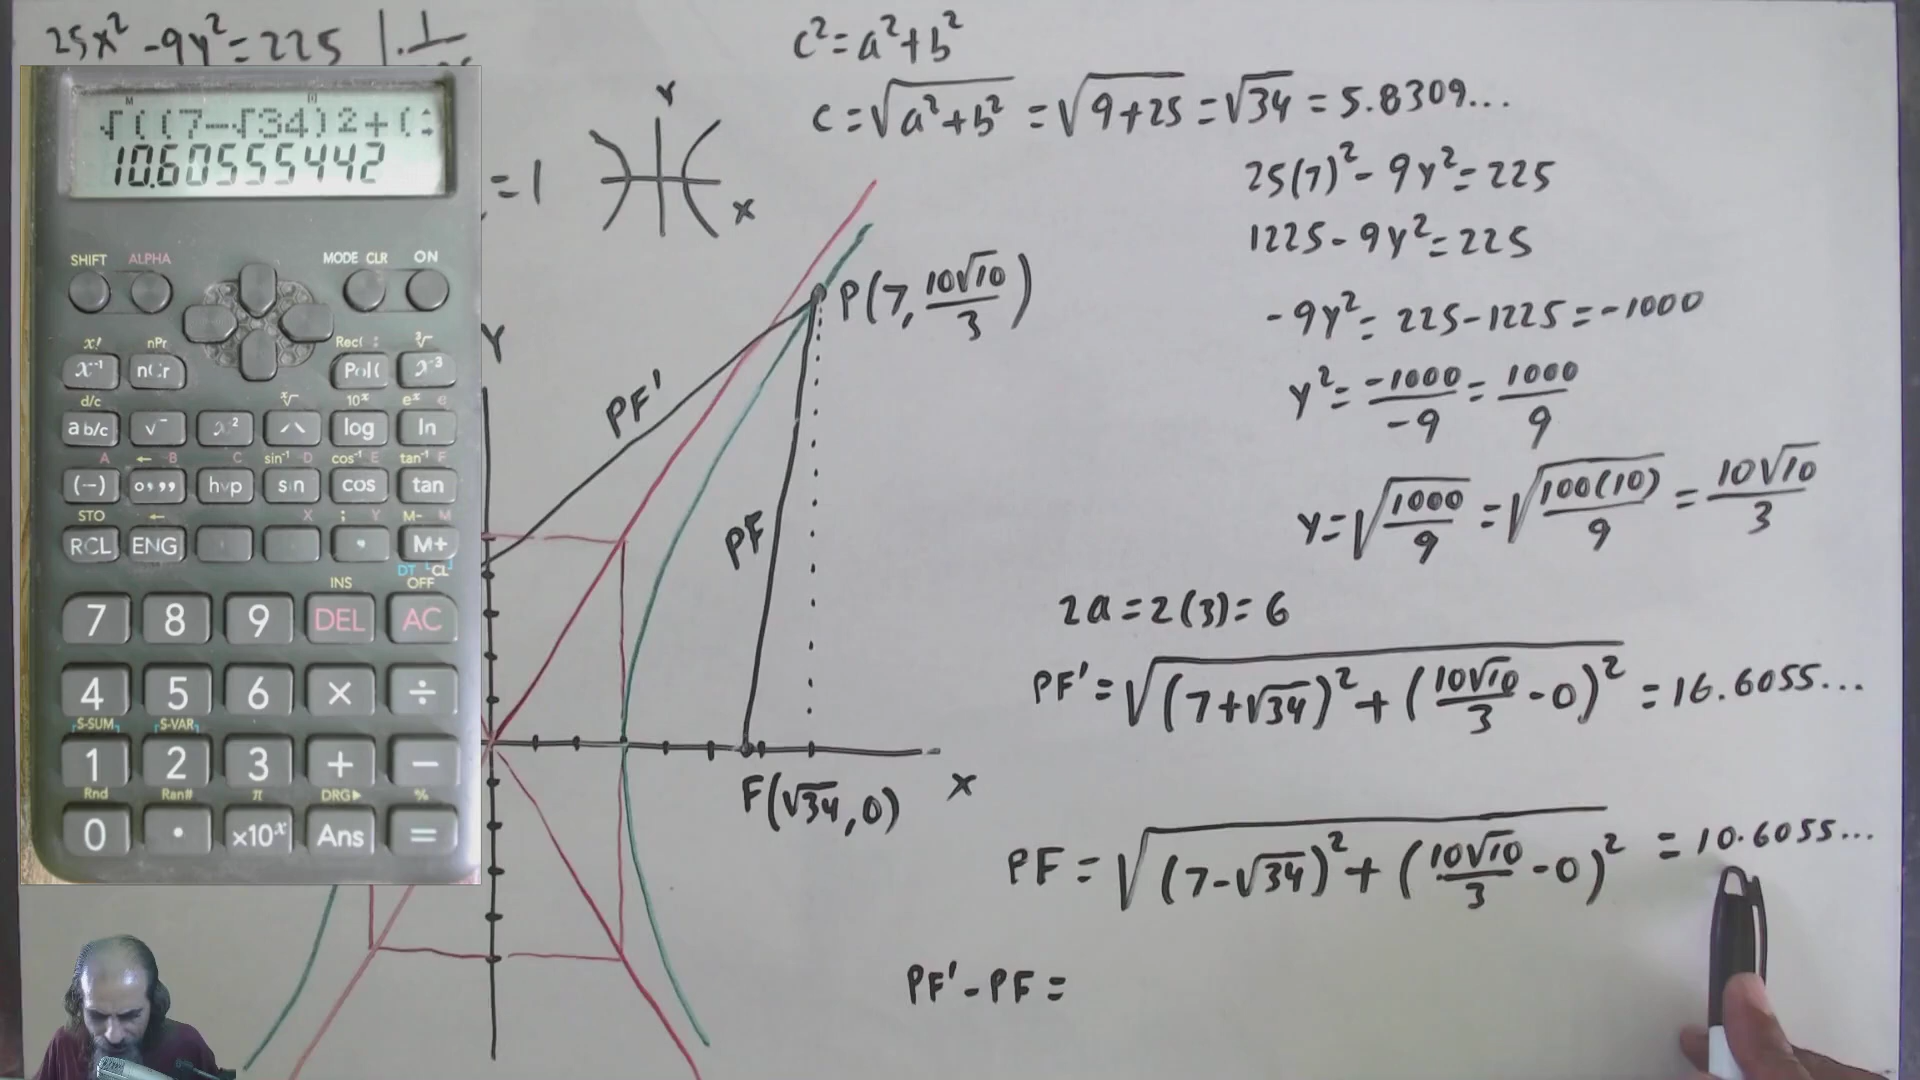 25x² - 9y² = 225 | · 1/
= 1
Y
X
c² = a² + b²
c = √(a² + b²) = √(9 + 25) = √34 = 5.8309...
25(7)² - 9y² = 225
1225 - 9y² = 225
-9y² = 225 - 1225 = -1000
y² = -1000/-9 = 1000/9
y = √(1000/9) = √(100(10)/9) = 10√10/3
2a = 2(3) = 6
PF' = √((7 + √34)² + (10√10/3 - 0)²) = 16.6055...
PF = √((7 - √34)² + (10√10/3 - 0)²) = 10.6055...
PF' - PF =
P(7, 10√10/3)
Y
PF'
PF
F(√34, 0)
X
√((7-√34)2+(
10.60555442
SHIFT ALPHA MODE CLR ON
x! nPr Rec( : ³√
x⁻¹ nCr Pol( x³
d/c ˣ√ 10ˣ eˣ e
a b/c √ x² ^ log ln
A ← B C sin⁻¹ D cos⁻¹ E tan⁻¹ F
(-) °,,, hyp sin cos tan
STO ← X ; Y M- M
RCL ENG , M+
INS DT CL OFF
7 8 9 DEL AC
4 5 6 × ÷
S-SUM S-VAR
1 2 3 + -
Rnd Ran# π DRG▶ %
0 . ×10ˣ Ans =